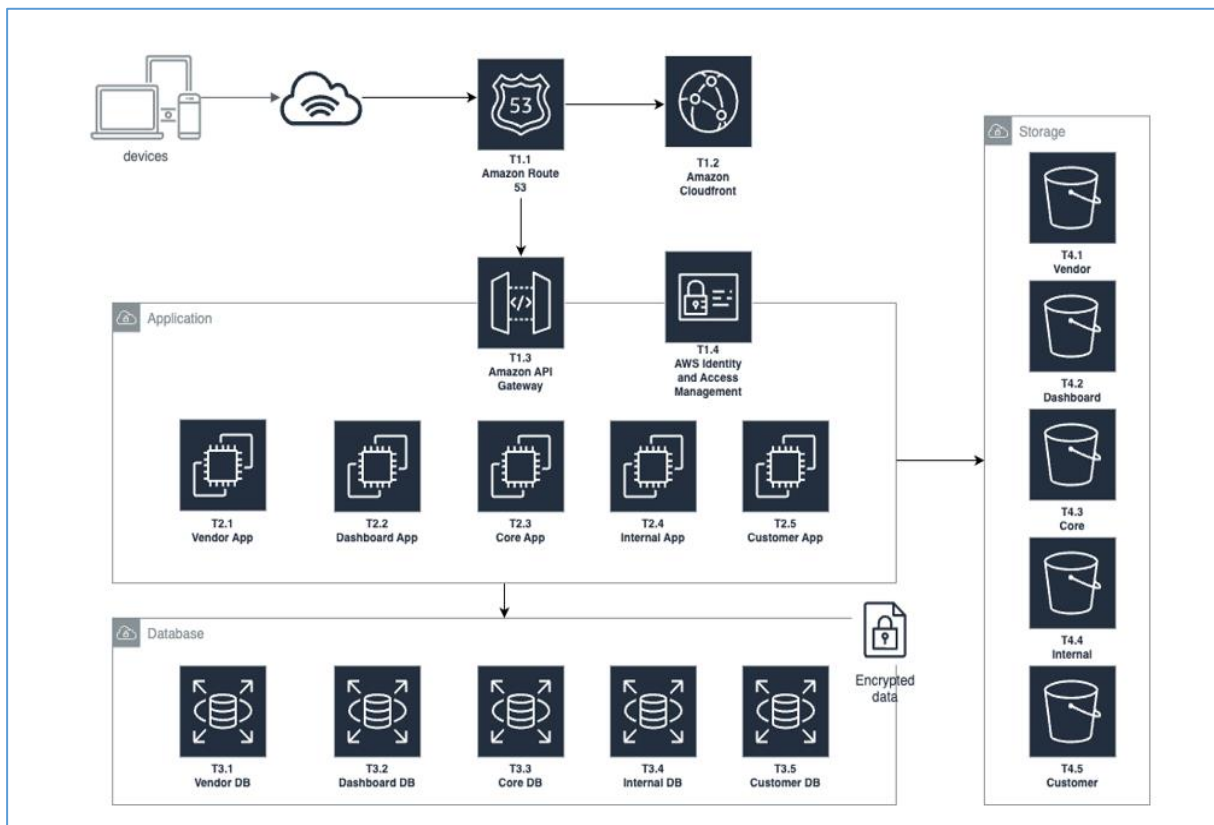 devices
53
T1.1
Amazon Route
53
T1.2
Amazon
Cloudfront
Storage
T4.1
Vendor
T4.2
Dashboard
T4.3
Core
T4.4
Internal
T4.5
Customer
Application
</>
T1.3
Amazon API
Gateway
T1.4
AWS Identity
and Access
Management
T2.1
Vendor App
T2.2
Dashboard App
T2.3
Core App
T2.4
Internal App
T2.5
Customer App
Database
Encrypted
data
T3.1
Vendor DB
T3.2
Dashboard DB
T3.3
Core DB
T3.4
Internal DB
T3.5
Customer DB